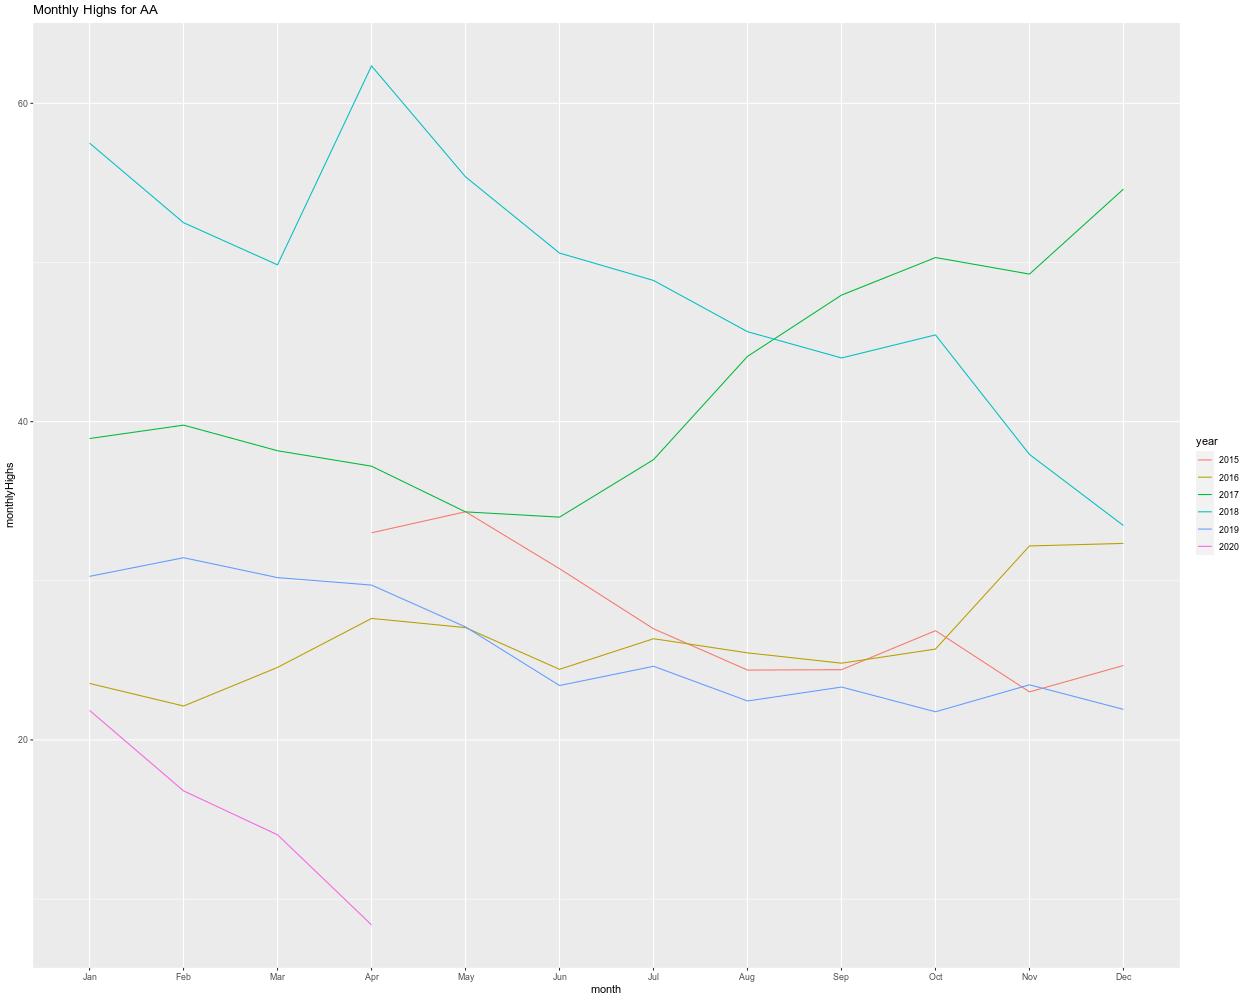 Monthly Highs for AA
60
40
20
monthlyHighs
Jan Feb Mar Apr May Jun Jul Aug Sep Oct Nov Dec
month
year
2015
2016
2017
2018
2019
2020